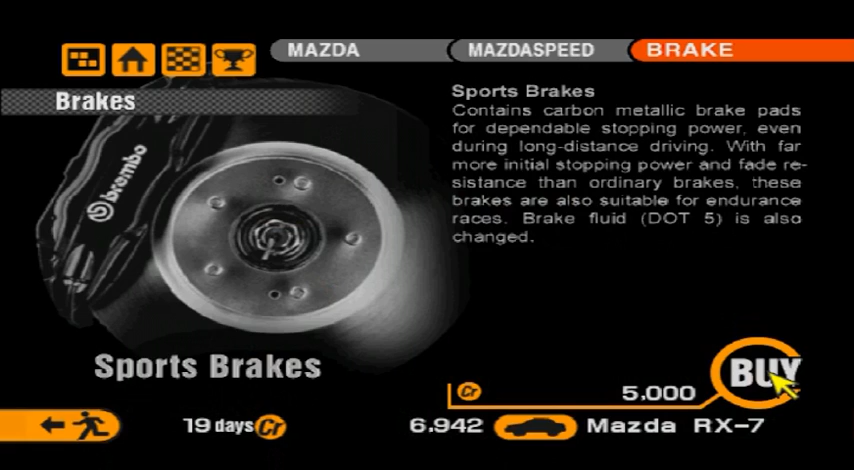 MAZDA
MAZDASPEED
BRAKE
Brakes
brembo
Sports Brakes
Contains carbon metallic brake pads
for dependable stopping power, even
during long-distance driving. With far
more initial stopping power and fade re-
sistance than ordinary brakes, these
brakes are also suitable for endurance
races. Brake fluid (DOT 5) is also
changed.
Sports Brakes
BUY
Cr 5.000
19 days Cr 6.942 Mazda RX-7